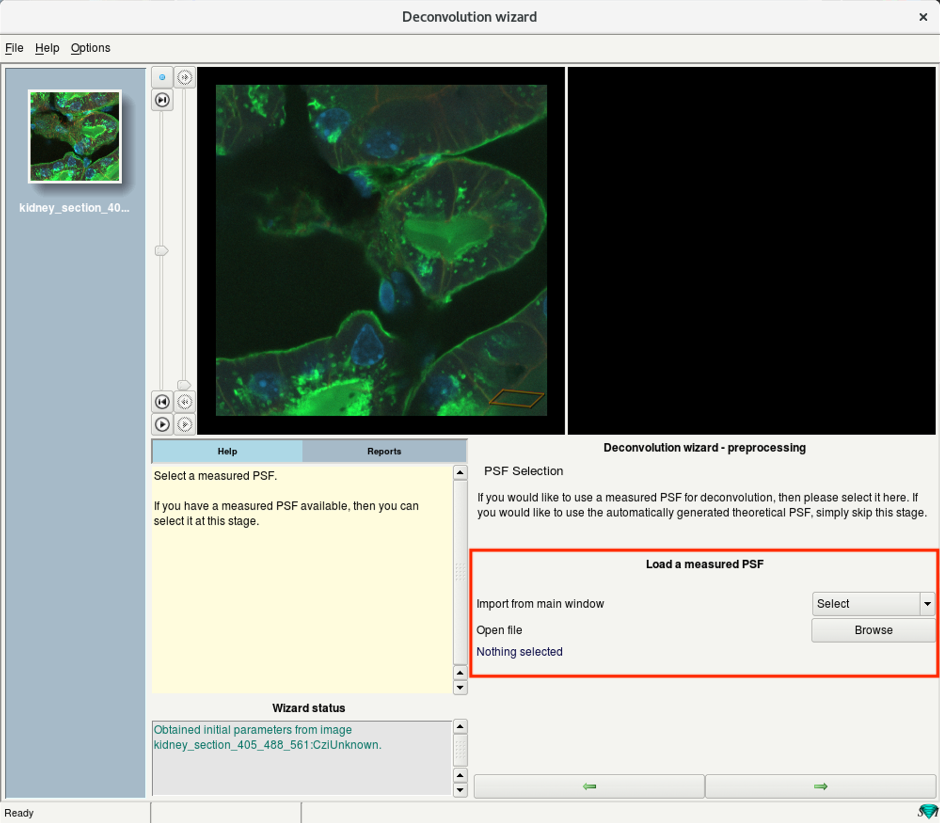 Deconvolution wizard
File Help Options
kidney_section_40...
Help
Reports
Select a measured PSF.
If you have a measured PSF available, then you can
select it at this stage.
Wizard status
Obtained initial parameters from image
kidney_section_405_488_561:CziUnknown.
Deconvolution wizard - preprocessing
PSF Selection
If you would like to use a measured PSF for deconvolution, then please select it here. If
you would like to use the automatically generated theoretical PSF, simply skip this stage.
Load a measured PSF
Import from main window
Select
Open file
Browse
Nothing selected
Ready